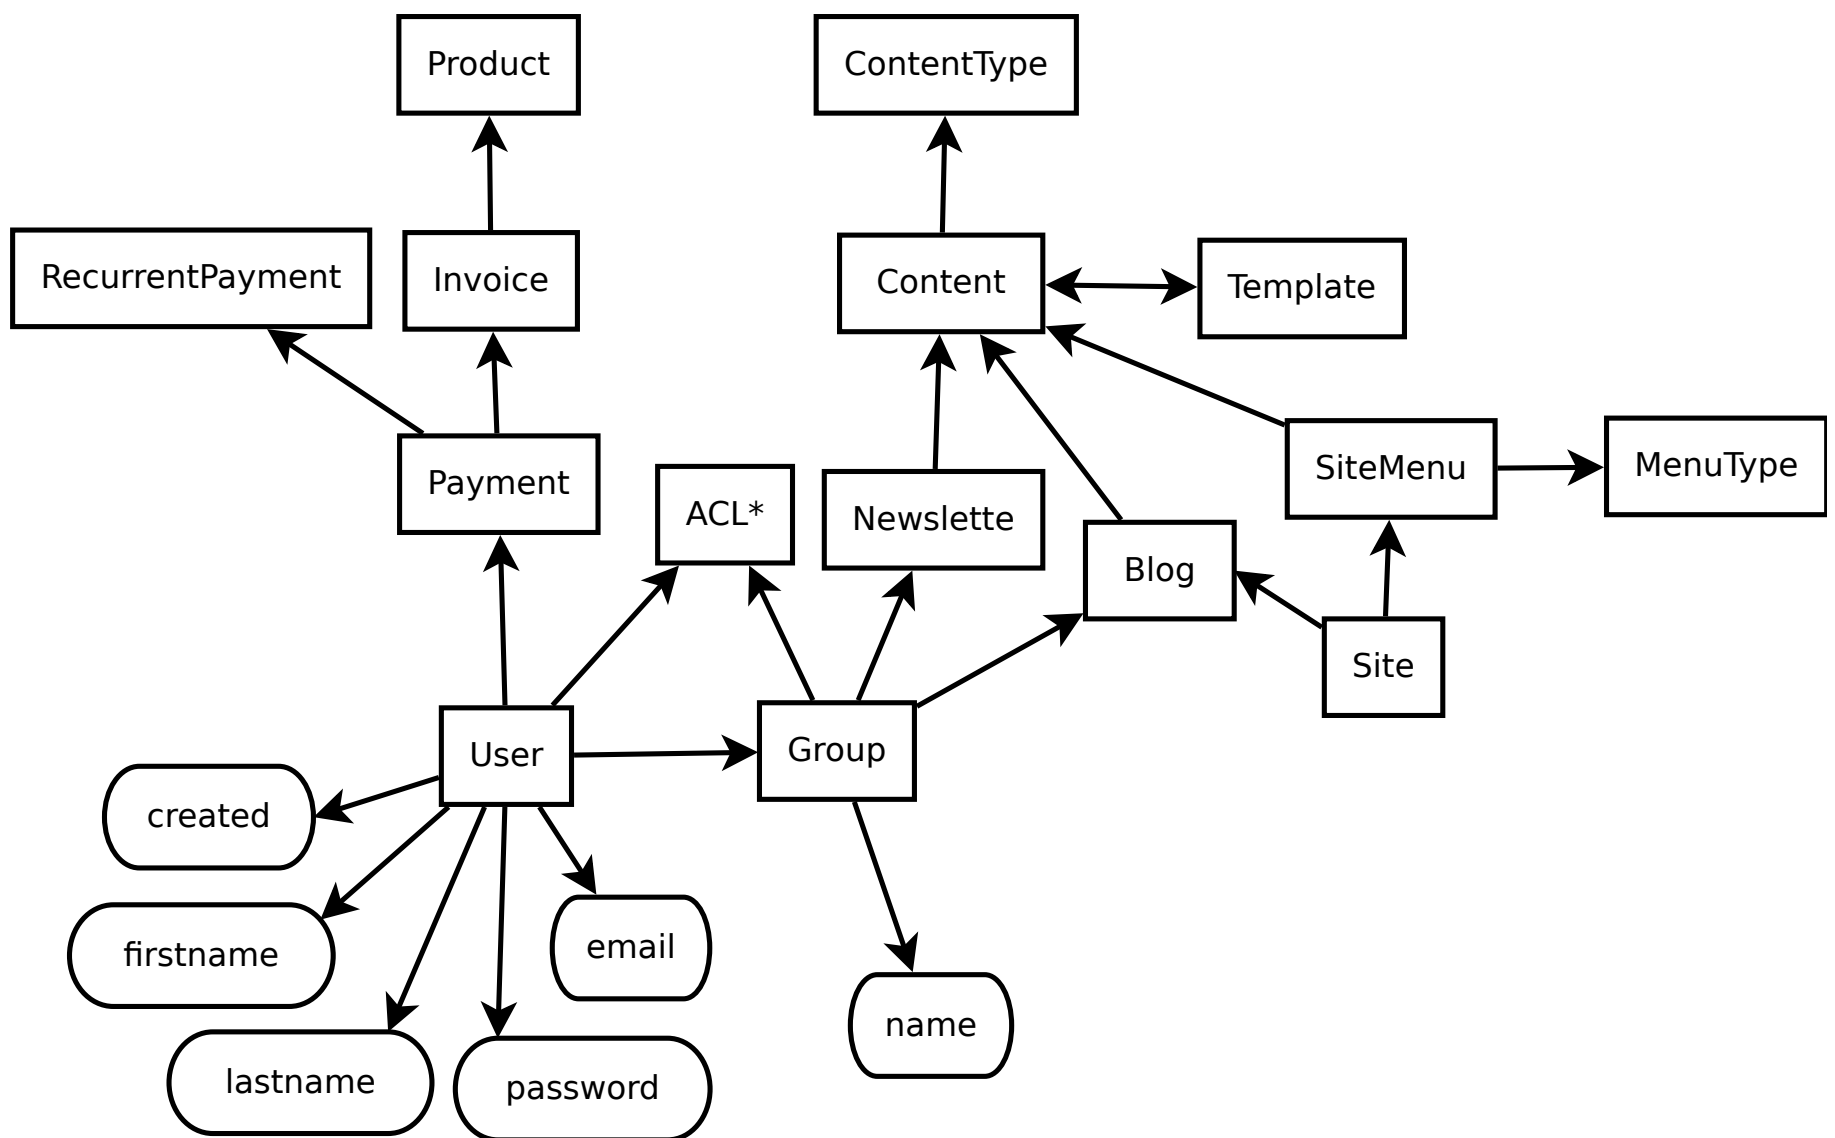 Product
ContentType
RecurrentPayment
Invoice
Content
Template
Payment
ACL*
Newslette
SiteMenu
MenuType
Blog
Site
User
Group
created
firstname
email
lastname
password
name